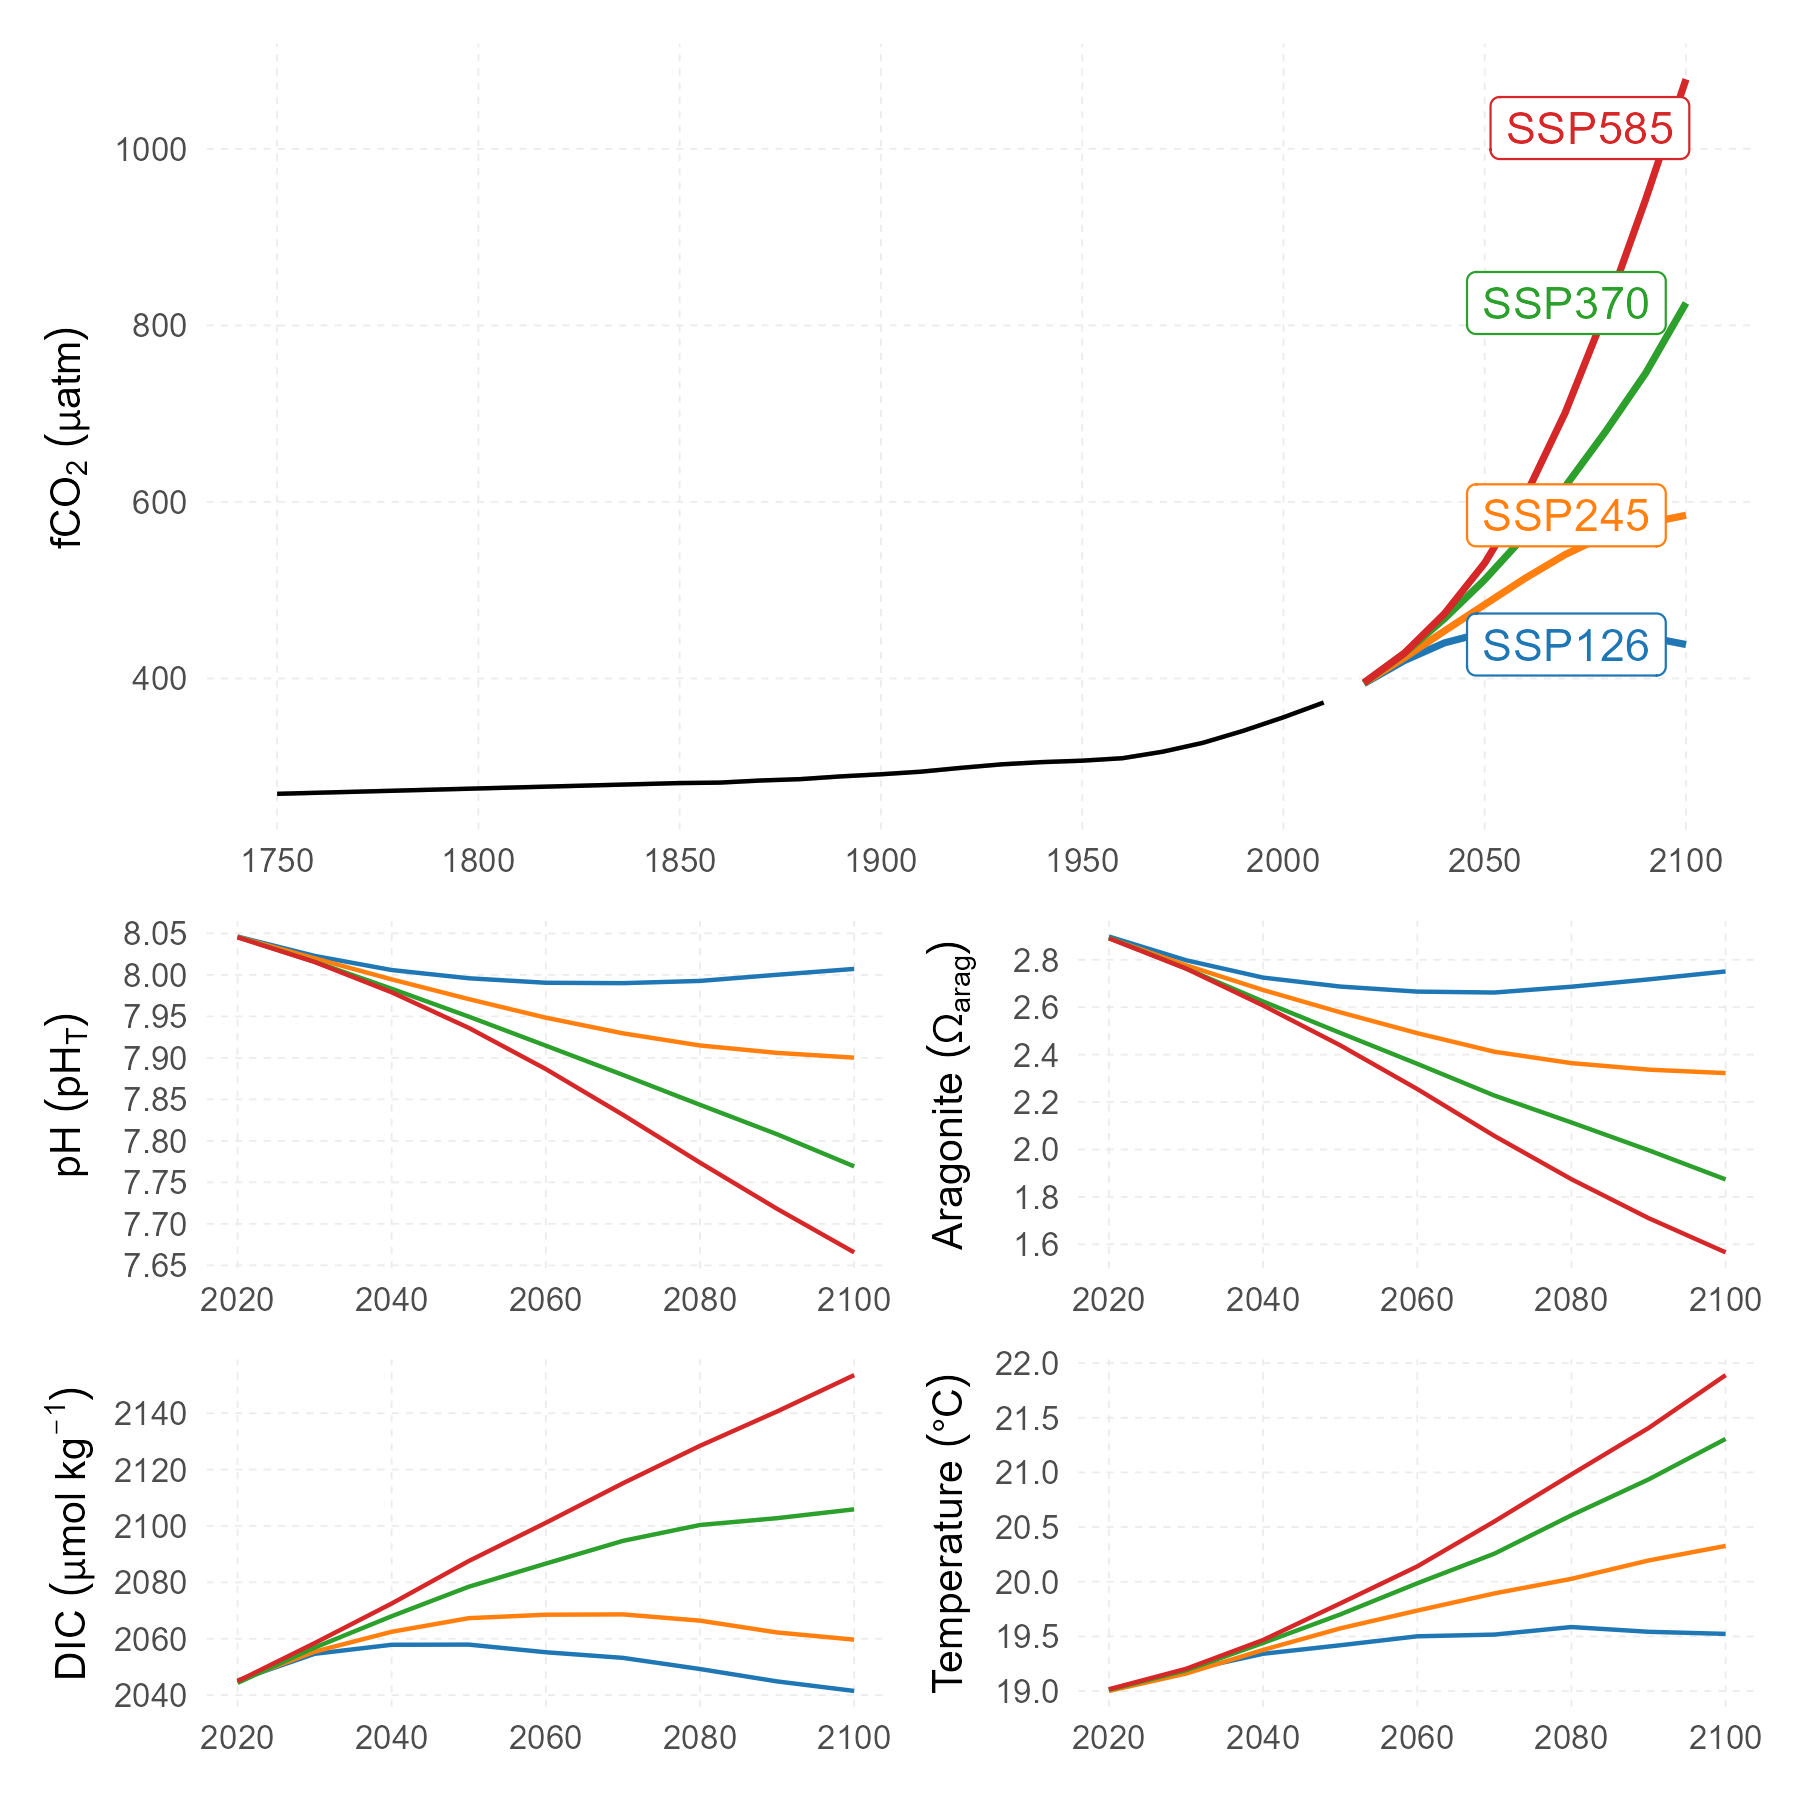 fCO₂ (µatm)
1000
800
600
400
SSP585
SSP370
SSP245
SSP126
1750 1800 1850 1900 1950 2000 2050 2100
pH (pH_T)
8.05
8.00
7.95
7.90
7.85
7.80
7.75
7.70
7.65
2020 2040 2060 2080 2100
Aragonite (Ω_arag)
2.8
2.6
2.4
2.2
2.0
1.8
1.6
2020 2040 2060 2080 2100
DIC (µmol kg⁻¹)
2140
2120
2100
2080
2060
2040
2020 2040 2060 2080 2100
Temperature (°C)
22.0
21.5
21.0
20.5
20.0
19.5
19.0
2020 2040 2060 2080 2100